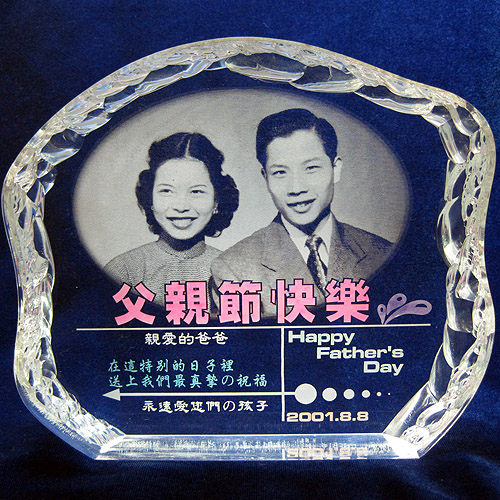 父親節快樂
親愛的爸爸
在這特別的日子裡
送上我們最真摯の祝福
永遠愛您們の孩子
Happy
Father's
Day
2001.8.8